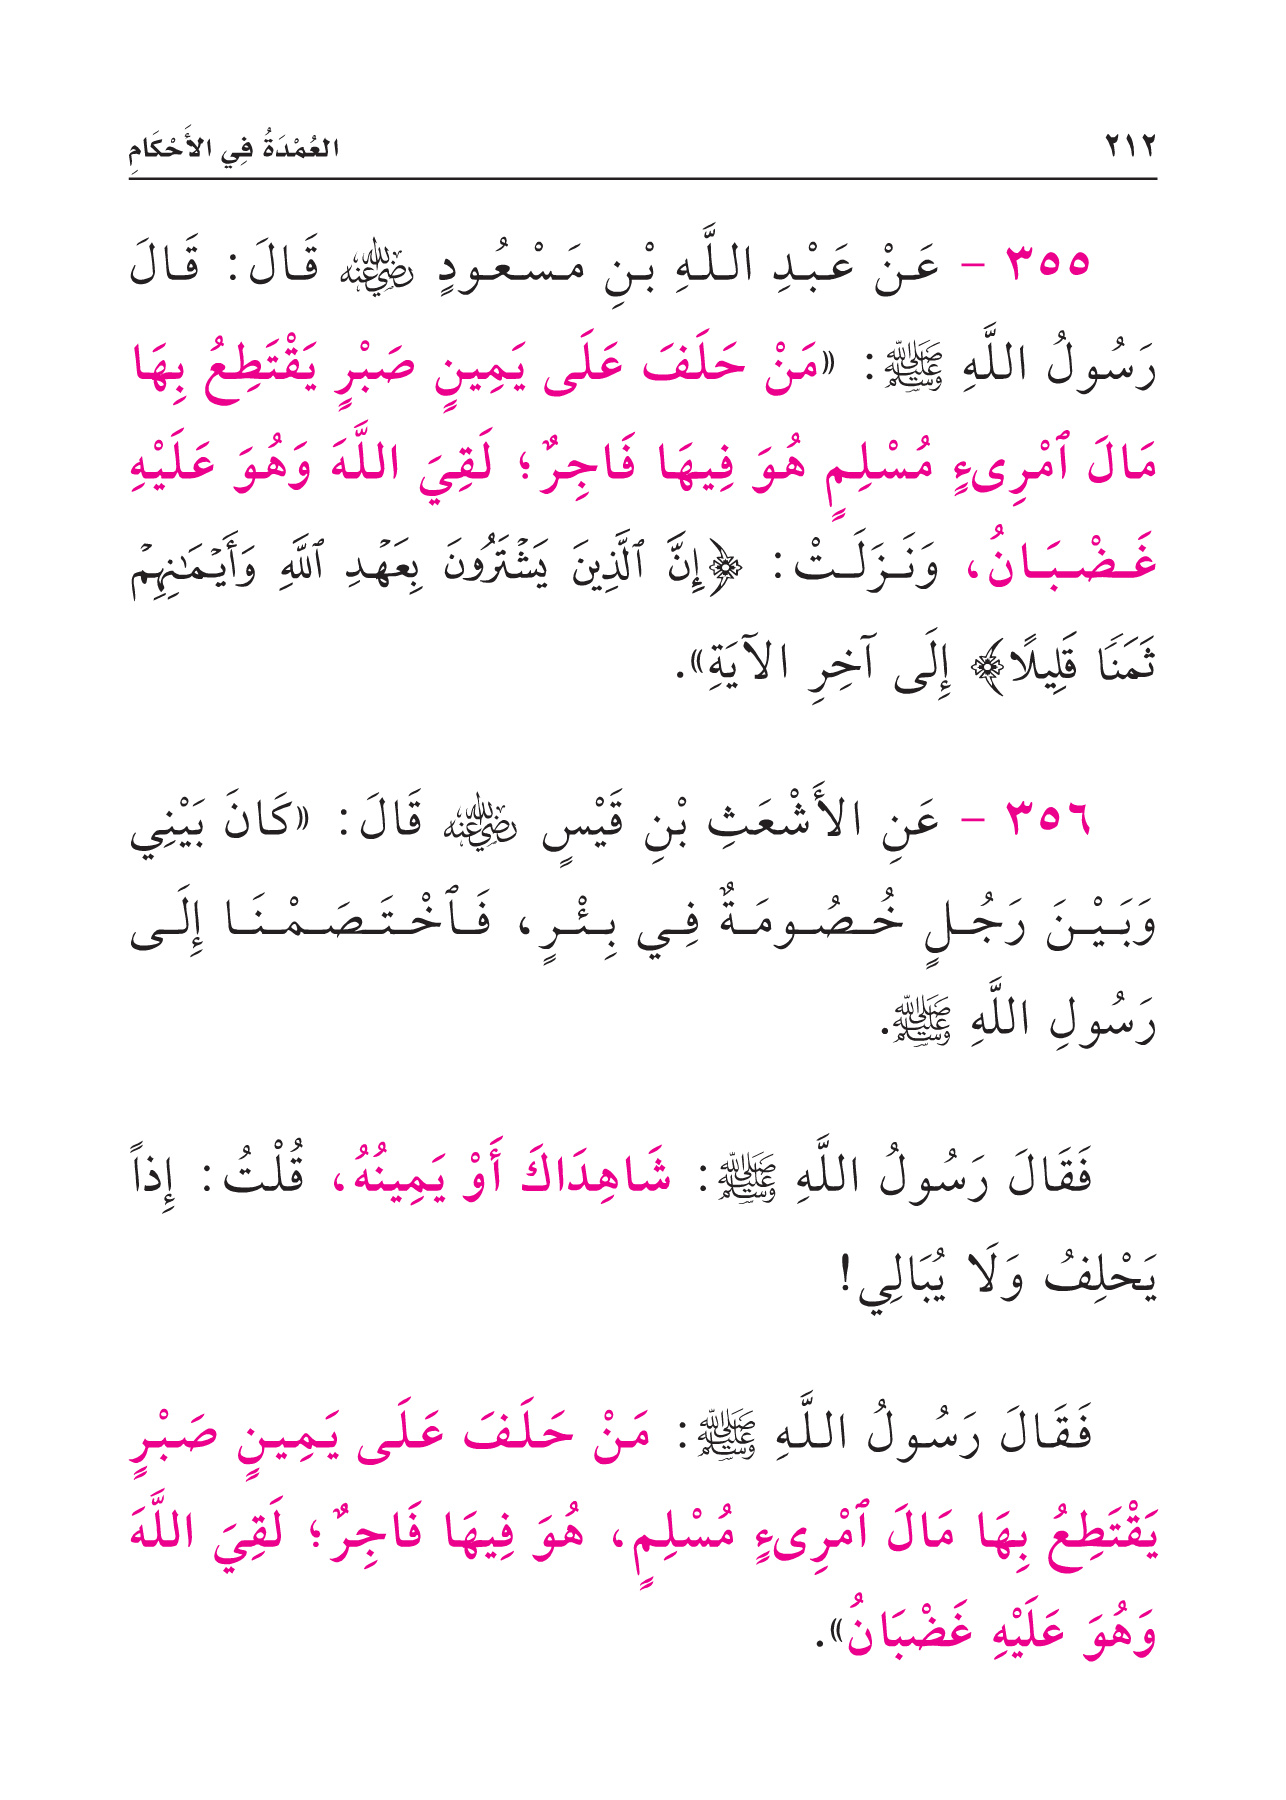 ٢١٢ العُمْدَةُ فِي الأَحْكَامِ
٣٥٥ - عَنْ عَبْدِ اللَّهِ بْنِ مَسْعُودٍ رضي الله عنه قَالَ: قَالَ
رَسُولُ اللَّهِ ﷺ: «مَنْ حَلَفَ عَلَى يَمِينٍ صَبْرٍ يَقْتَطِعُ بِهَا
مَالَ ٱمْرِىءٍ مُسْلِمٍ هُوَ فِيهَا فَاجِرٌ؛ لَقِيَ اللَّهَ وَهُوَ عَلَيْهِ
غَضْبَانُ، وَنَزَلَتْ: ﴿إِنَّ ٱلَّذِينَ يَشْتَرُونَ بِعَهْدِ ٱللَّهِ وَأَيْمَٰنِهِمْ
ثَمَنًا قَلِيلًا﴾ إِلَى آخِرِ الآيَةِ».
٣٥٦ - عَنِ الأَشْعَثِ بْنِ قَيْسٍ رضي الله عنه قَالَ: «كَانَ بَيْنِي
وَبَيْنَ رَجُلٍ خُصُومَةٌ فِي بِئْرٍ، فَٱخْتَصَمْنَا إِلَى
رَسُولِ اللَّهِ ﷺ.
فَقَالَ رَسُولُ اللَّهِ ﷺ: شَاهِدَاكَ أَوْ يَمِينُهُ، قُلْتُ: إِذاً
يَحْلِفُ وَلَا يُبَالِي!
فَقَالَ رَسُولُ اللَّهِ ﷺ: مَنْ حَلَفَ عَلَى يَمِينٍ صَبْرٍ
يَقْتَطِعُ بِهَا مَالَ ٱمْرِىءٍ مُسْلِمٍ، هُوَ فِيهَا فَاجِرٌ؛ لَقِيَ اللَّهَ
وَهُوَ عَلَيْهِ غَضْبَانُ».